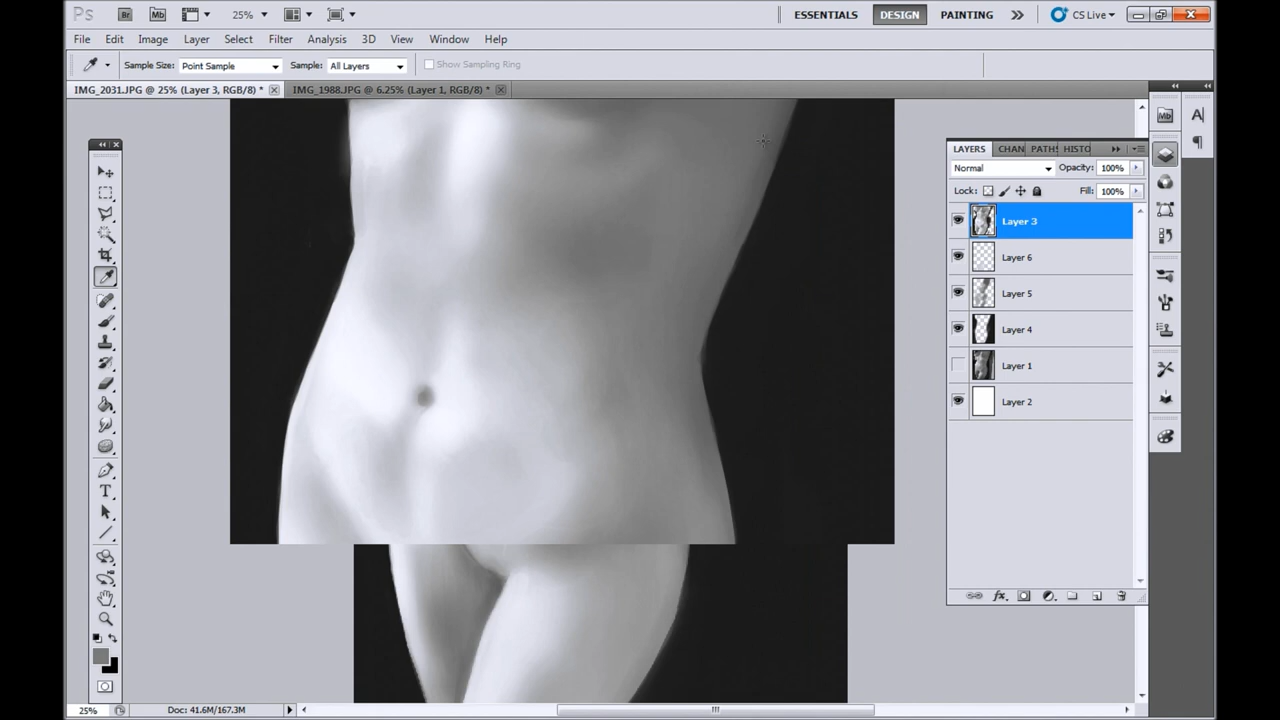 Ps Br Mb 25% ESSENTIALS DESIGN PAINTING CS Live
File Edit Image Layer Select Filter Analysis 3D View Window Help
Sample Size: Point Sample Sample: All Layers Show Sampling Ring
IMG_2031.JPG @ 25% (Layer 3, RGB/8) * IMG_1988.JPG @ 6.25% (Layer 1, RGB/8) *
Mb A
LAYERS CHAN PATHS HISTO
Normal Opacity: 100%
Lock: Fill: 100%
Layer 3
Layer 6
Layer 5
Layer 4
Layer 1
Layer 2
T
fx
25% Doc: 41.6M/167.3M